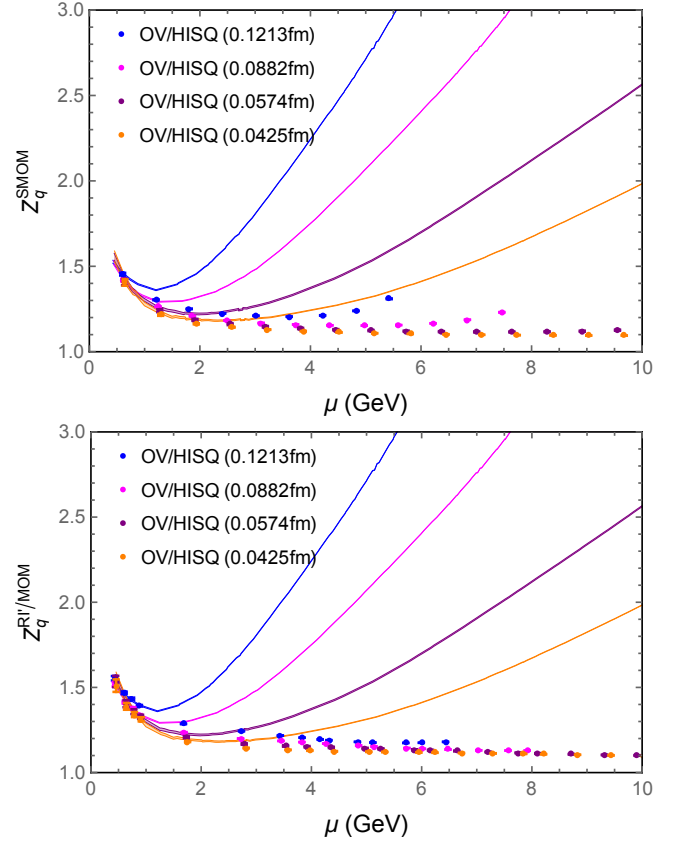 3.0
OV/HISQ (0.1213fm)
OV/HISQ (0.0882fm)
2.5
OV/HISQ (0.0574fm)
OV/HISQ (0.0425fm)
Z_q^SMOM
2.0
1.5
1.0
0 2 4 6 8 10
μ (GeV)
3.0
OV/HISQ (0.1213fm)
OV/HISQ (0.0882fm)
2.5
OV/HISQ (0.0574fm)
OV/HISQ (0.0425fm)
Z_q^RI'/MOM
2.0
1.5
1.0
0 2 4 6 8 10
μ (GeV)